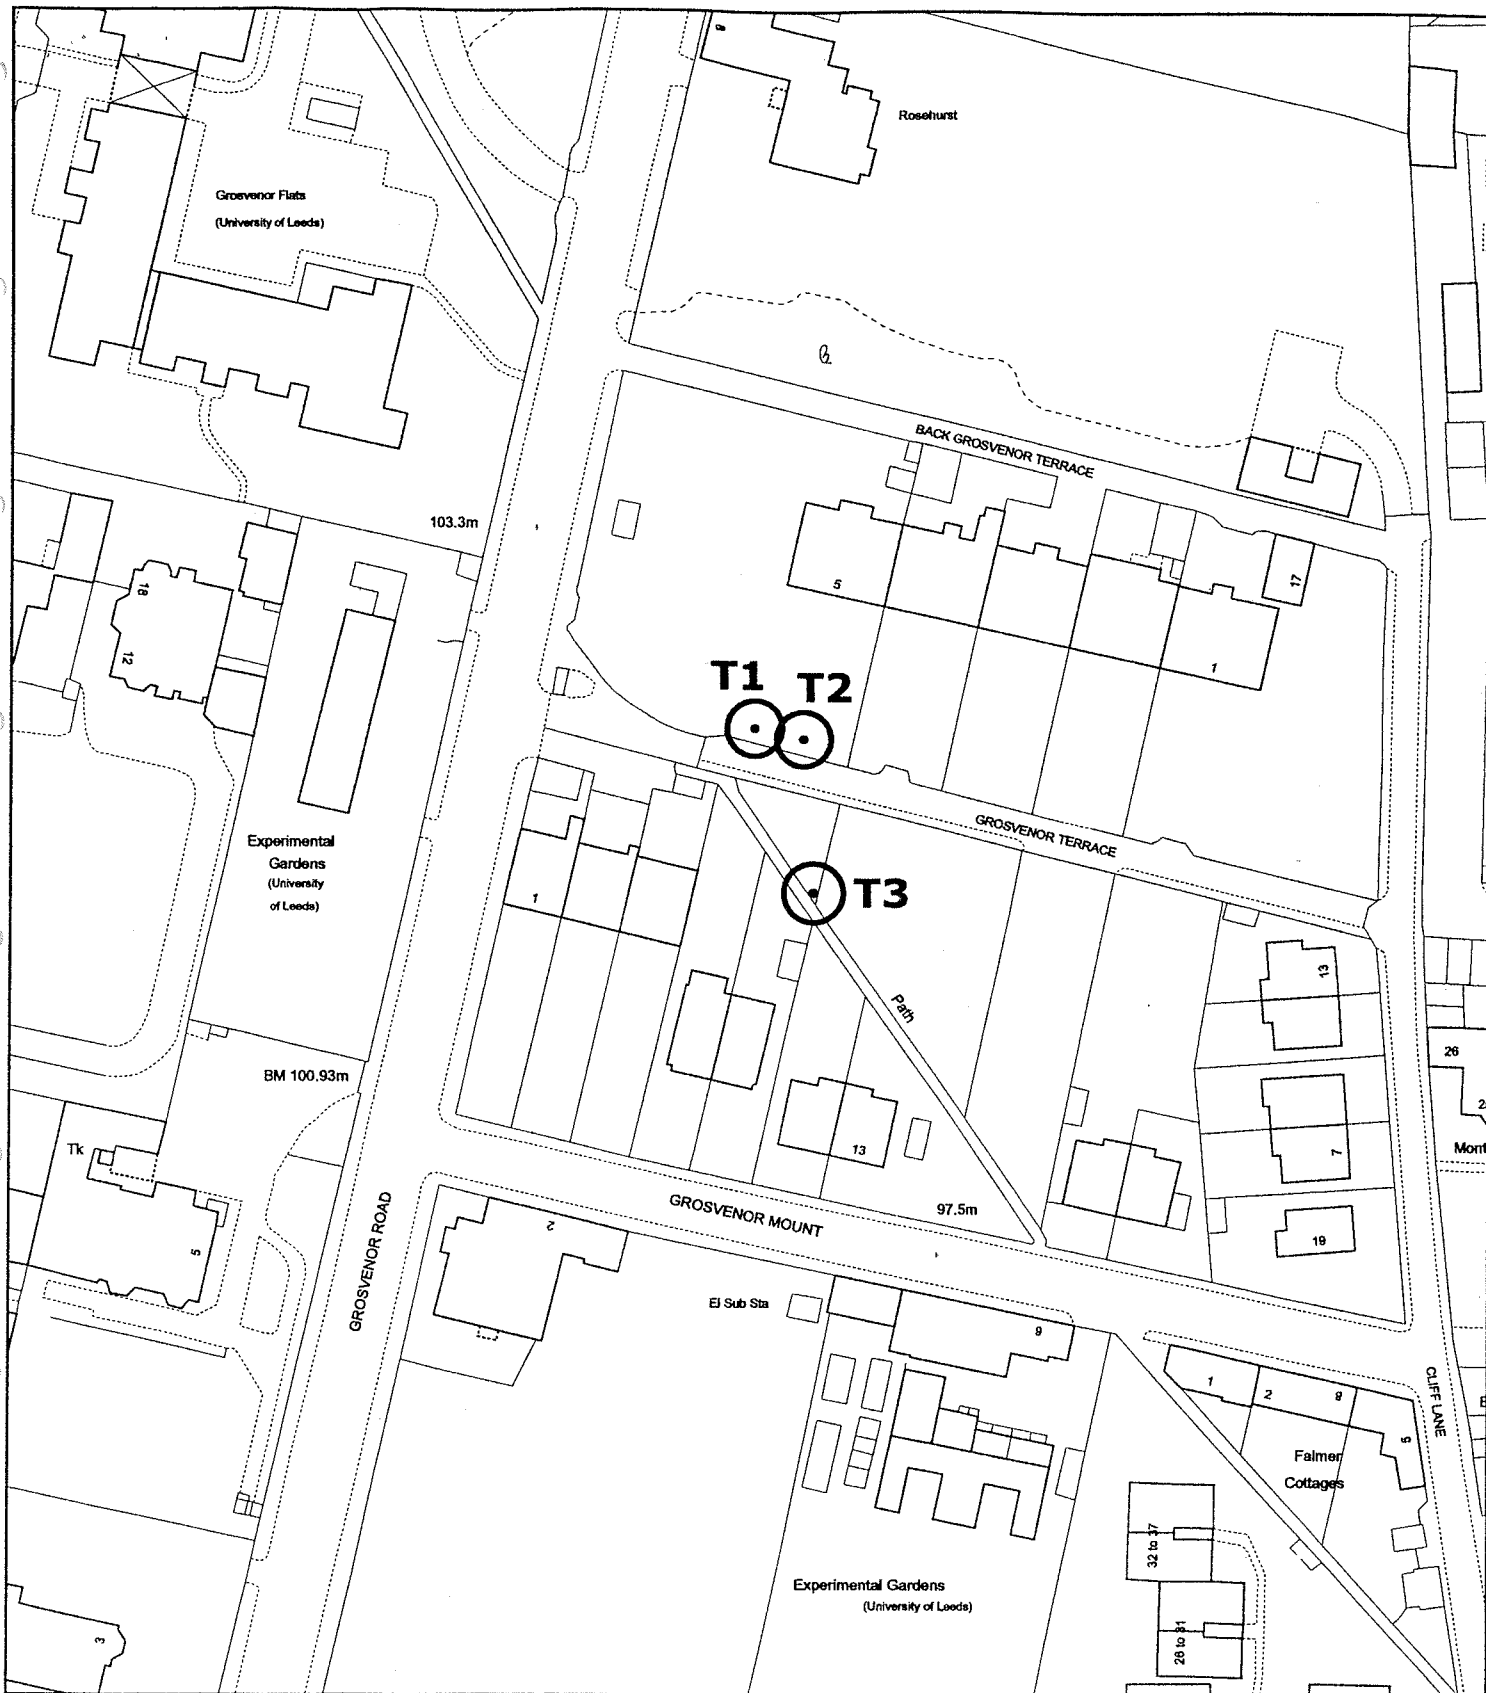 Rosehurst
Grosvenor Flats
(University of Leeds)
BACK GROSVENOR TERRACE
103.3m
18
12
5
17
1
T1
T2
GROSVENOR TERRACE
Experimental
Gardens
(University
of Leeds)
1
T3
13
Path
26
BM 100.93m
Tk
13
7
Mont
GROSVENOR MOUNT
97.5m
19
5
2
GROSVENOR ROAD
El Sub Sta
9
1
2
8
5
CLIFF LANE
Falmer
Cottages
32 to 37
Experimental Gardens
(University of Leeds)
26 to 31
3